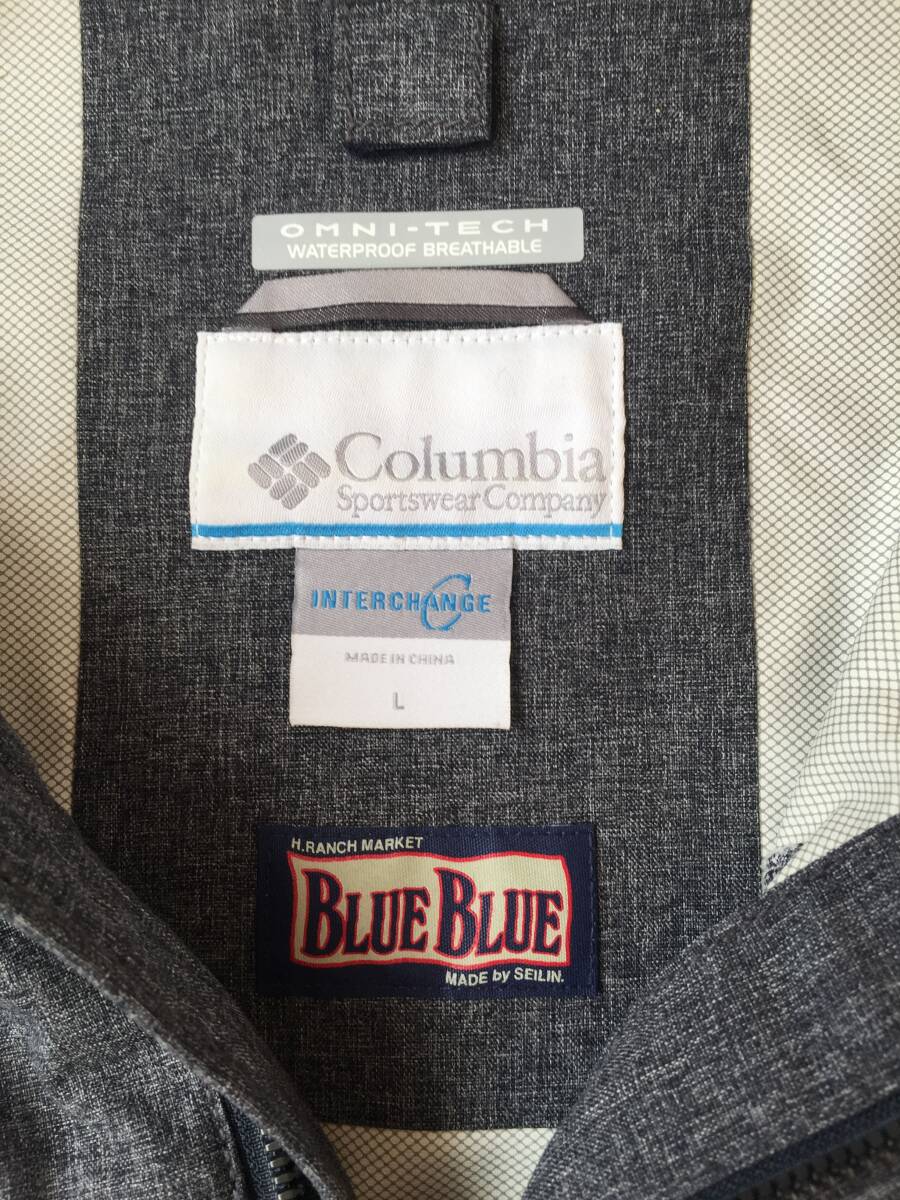 OMNI-TECH
WATERPROOF BREATHABLE
Columbia
Sportswear Company
INTERCHANGE
MADE IN CHINA
L
H.RANCH MARKET
BLUE BLUE
MADE by SEILIN.